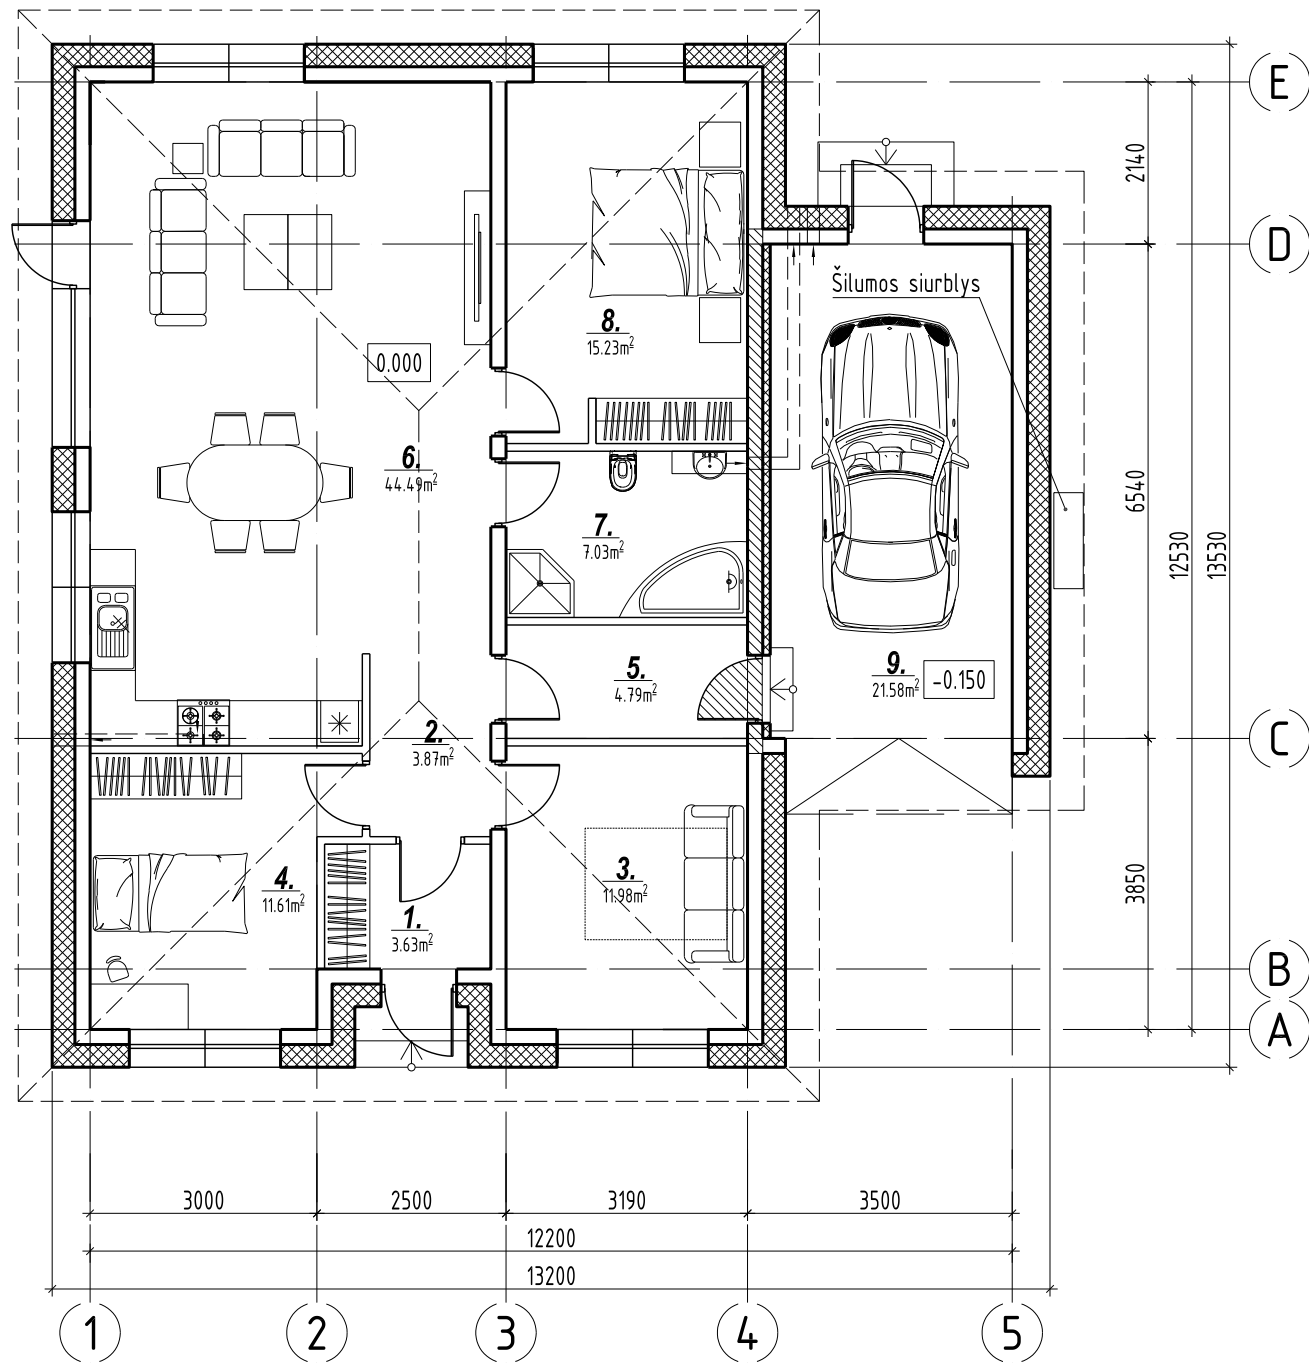 E
2140
D
Šilumos siurblys
8.
15.23m²
0.000
6.
44.49m²
6540
12530
13530
7.
7.03m²
5.
4.79m²
9.
21.58m²
-0.150
2.
3.87m²
C
3.
11.98m²
4.
11.61m²
1.
3.63m²
3850
B
A
3000
2500
3190
3500
12200
13200
1
2
3
4
5